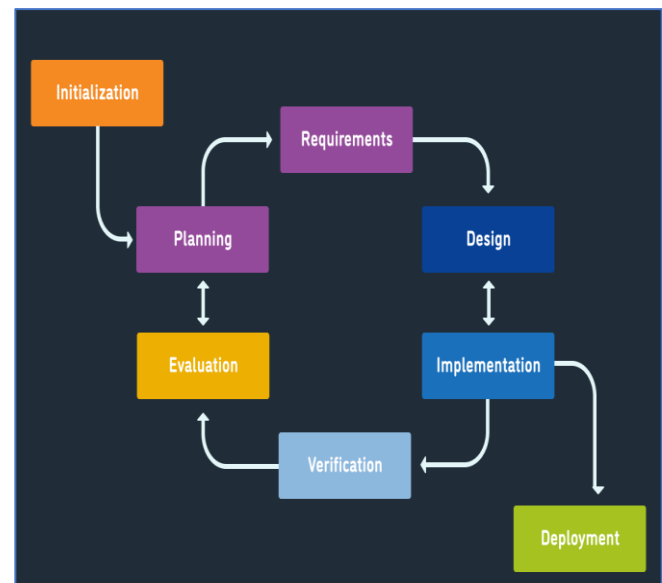 Initialization
Requirements
Planning
Design
Evaluation
Implementation
Verification
Deployment